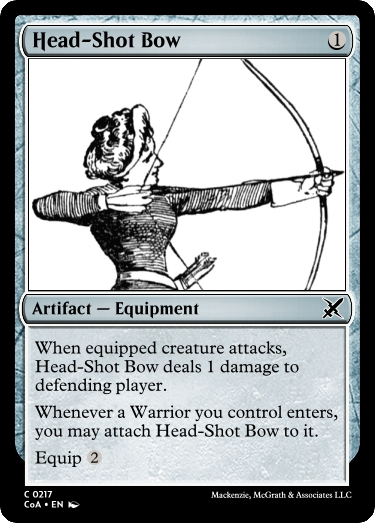 Head-Shot Bow 1
Artifact — Equipment
When equipped creature attacks,
Head-Shot Bow deals 1 damage to
defending player.
Whenever a Warrior you control enters,
you may attach Head-Shot Bow to it.
Equip 2
C 0217
CoA • EN
Mackenzie, McGrath & Associates LLC